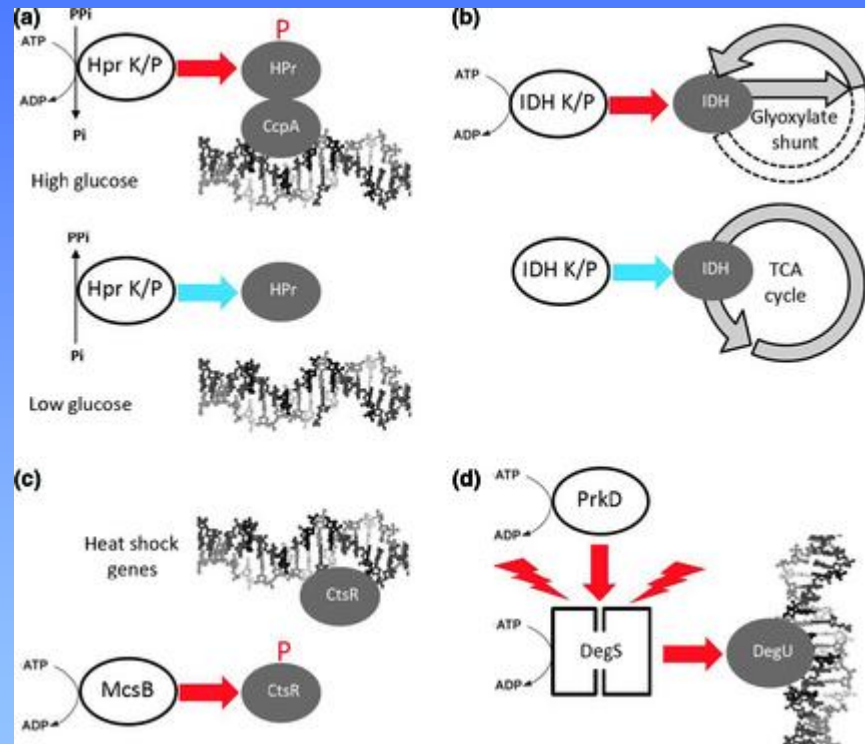 (a)
PPi
ATP
Hpr K/P
ADP
Pi
P
HPr
CcpA
High glucose
PPi
Hpr K/P
HPr
Pi
Low glucose
(b)
ATP
IDH K/P
ADP
IDH
Glyoxylate
shunt
IDH K/P
IDH
TCA
cycle
(c)
Heat shock
genes
CtsR
ATP
McsB
ADP
P
CtsR
(d)
ATP
PrkD
ADP
ATP
DegS
ADP
DegU